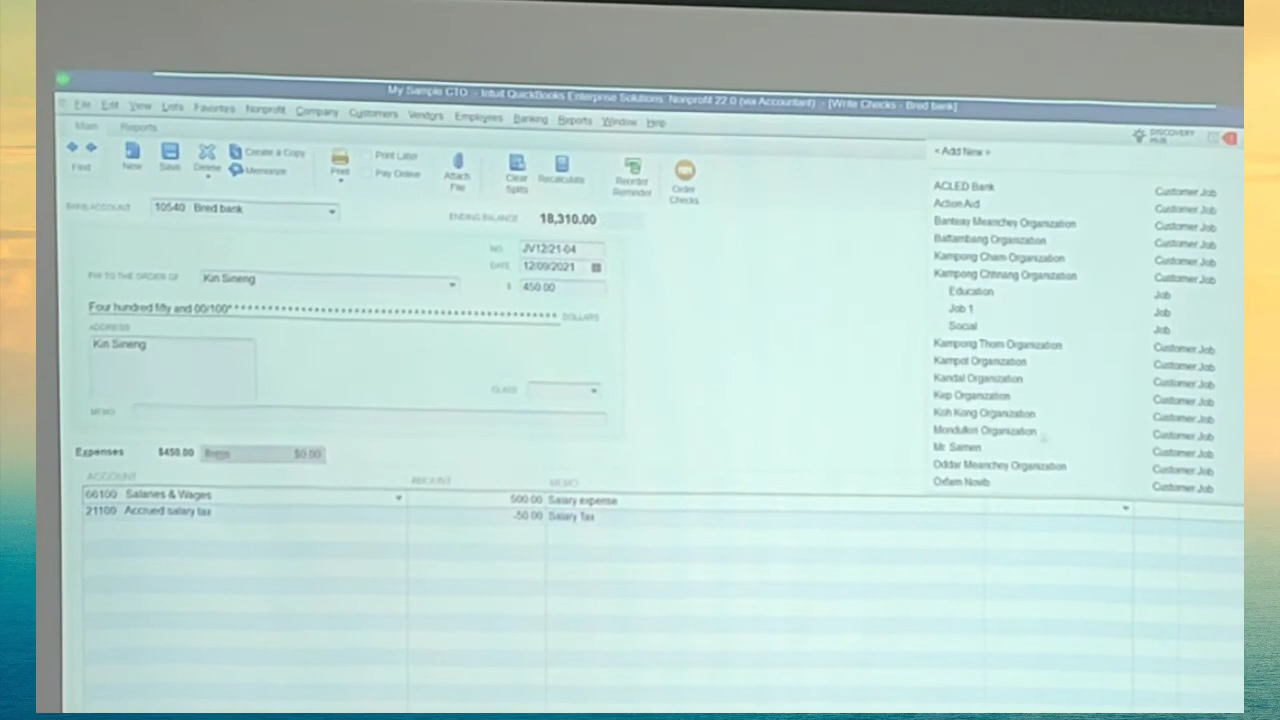 My Sample CTO - Intuit QuickBooks Enterprise Solutions: Nonprofit 22.0 (via Accountant) - [Write Checks - Bred bank]
File Edit View Lists Favorites Nonprofit Company Customers Vendors Employees Banking Reports Window Help
Main Reports
DISCOVERY HUB
Find New Save Delete Create a Copy Memorize Print Print Later Pay Online Attach File Clear Splits Recalculate Reorder Reminder Order Checks
BANK ACCOUNT 10540 Bred bank ENDING BALANCE 18,310.00
NO. JV12/21-04
DATE 12/09/2021
PAY TO THE ORDER OF Kin Sineng $ 450.00
Four hundred fifty and 00/100* * * * * * * * * * * * * * * * * * * * * * * * * * * * * * * * * * * * * * * * * * * * * * * * * * DOLLARS
ADDRESS
Kin Sineng
CLASS
MEMO
Expenses $450.00 Items $0.00
ACCOUNT AMOUNT MEMO
66100 Salaries & Wages 500.00 Salary expense
21100 Accrued salary tax -50.00 Salary Tax
< Add New >
ACLED Bank Customer:Job
Action Aid Customer:Job
Banteay Meanchey Organization Customer:Job
Battambang Organization Customer:Job
Kampong Cham Organization Customer:Job
Kampong Chhnang Organization Customer:Job
Education Job
Job 1 Job
Social Job
Kampong Thom Organization Customer:Job
Kampot Organization Customer:Job
Kandal Organization Customer:Job
Kep Organization Customer:Job
Koh Kong Organization Customer:Job
Mondulkiri Organization Customer:Job
Mr. Samen Customer:Job
Oddar Meanchey Organization Customer:Job
Oxfam Novib Customer:Job